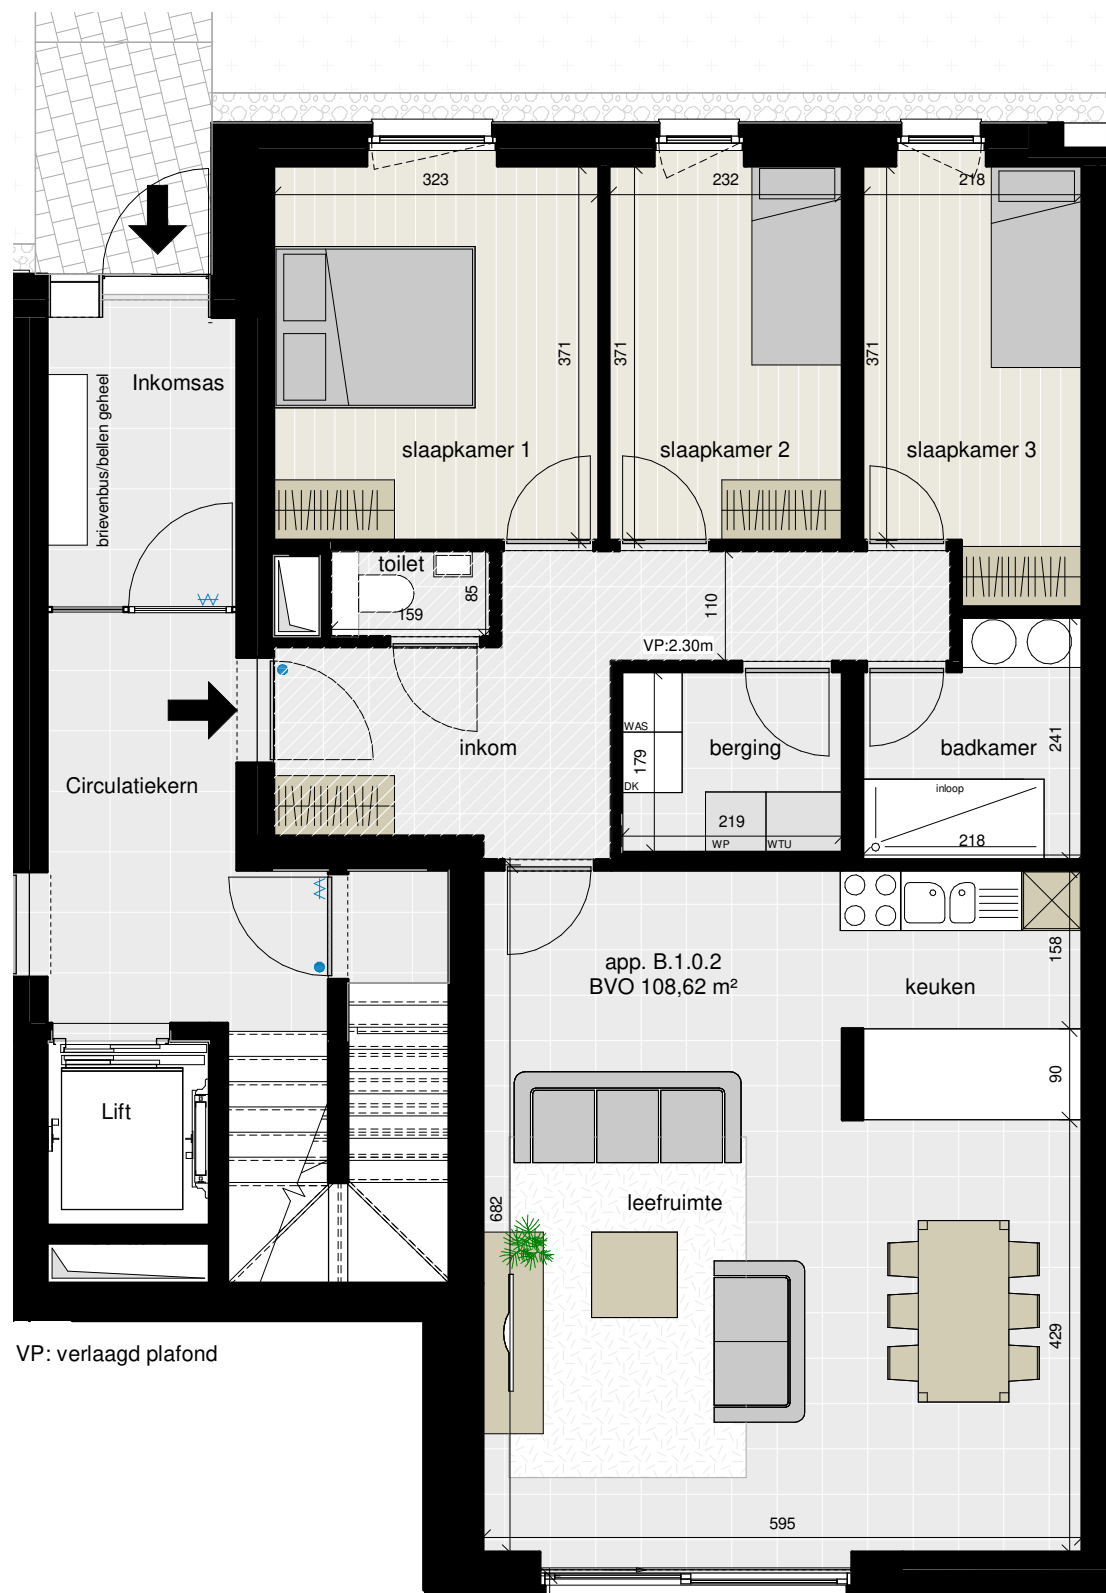 323
232
218
371
371
371
Inkomsas
brievenbus/bellen geheel
slaapkamer 1
slaapkamer 2
slaapkamer 3
toilet
85
159
110
VP:2.30m
WAS
179
DK
inkom
berging
badkamer
241
inloop
219
WP
WTU
218
Circulatiekern
app. B.1.0.2
BVO 108,62 m²
keuken
158
90
Lift
leefruimte
682
429
VP: verlaagd plafond
595